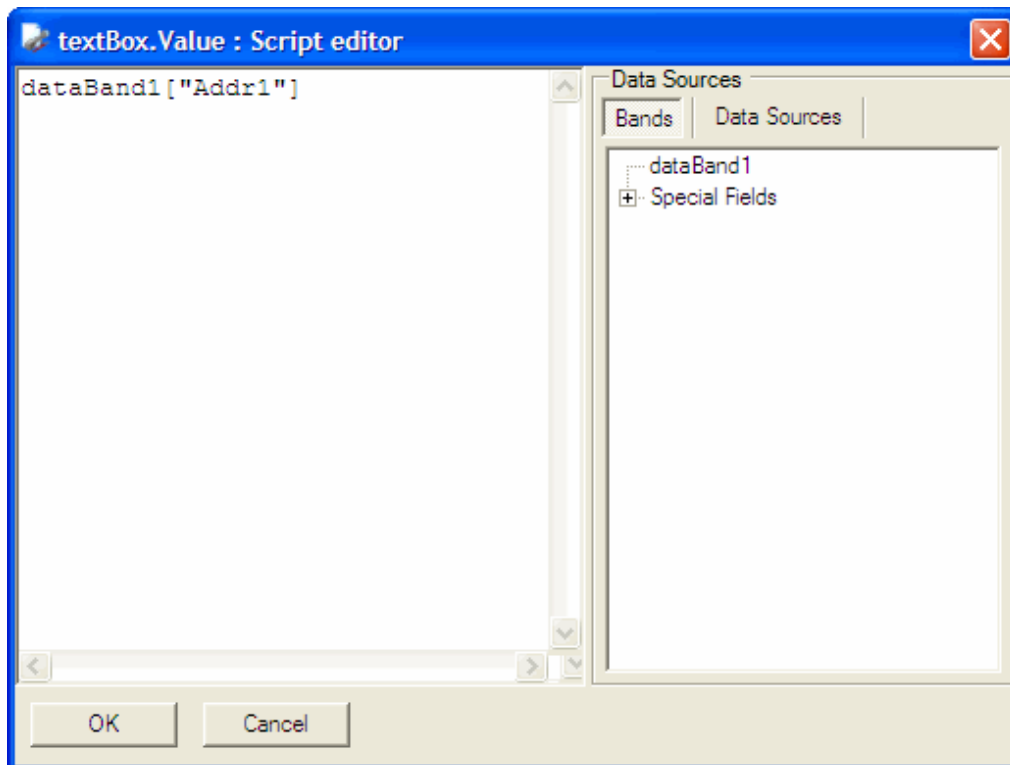 textBox.Value : Script editor
dataBand1["Addr1"]
Data Sources
Bands
Data Sources
dataBand1
Special Fields
OK
Cancel